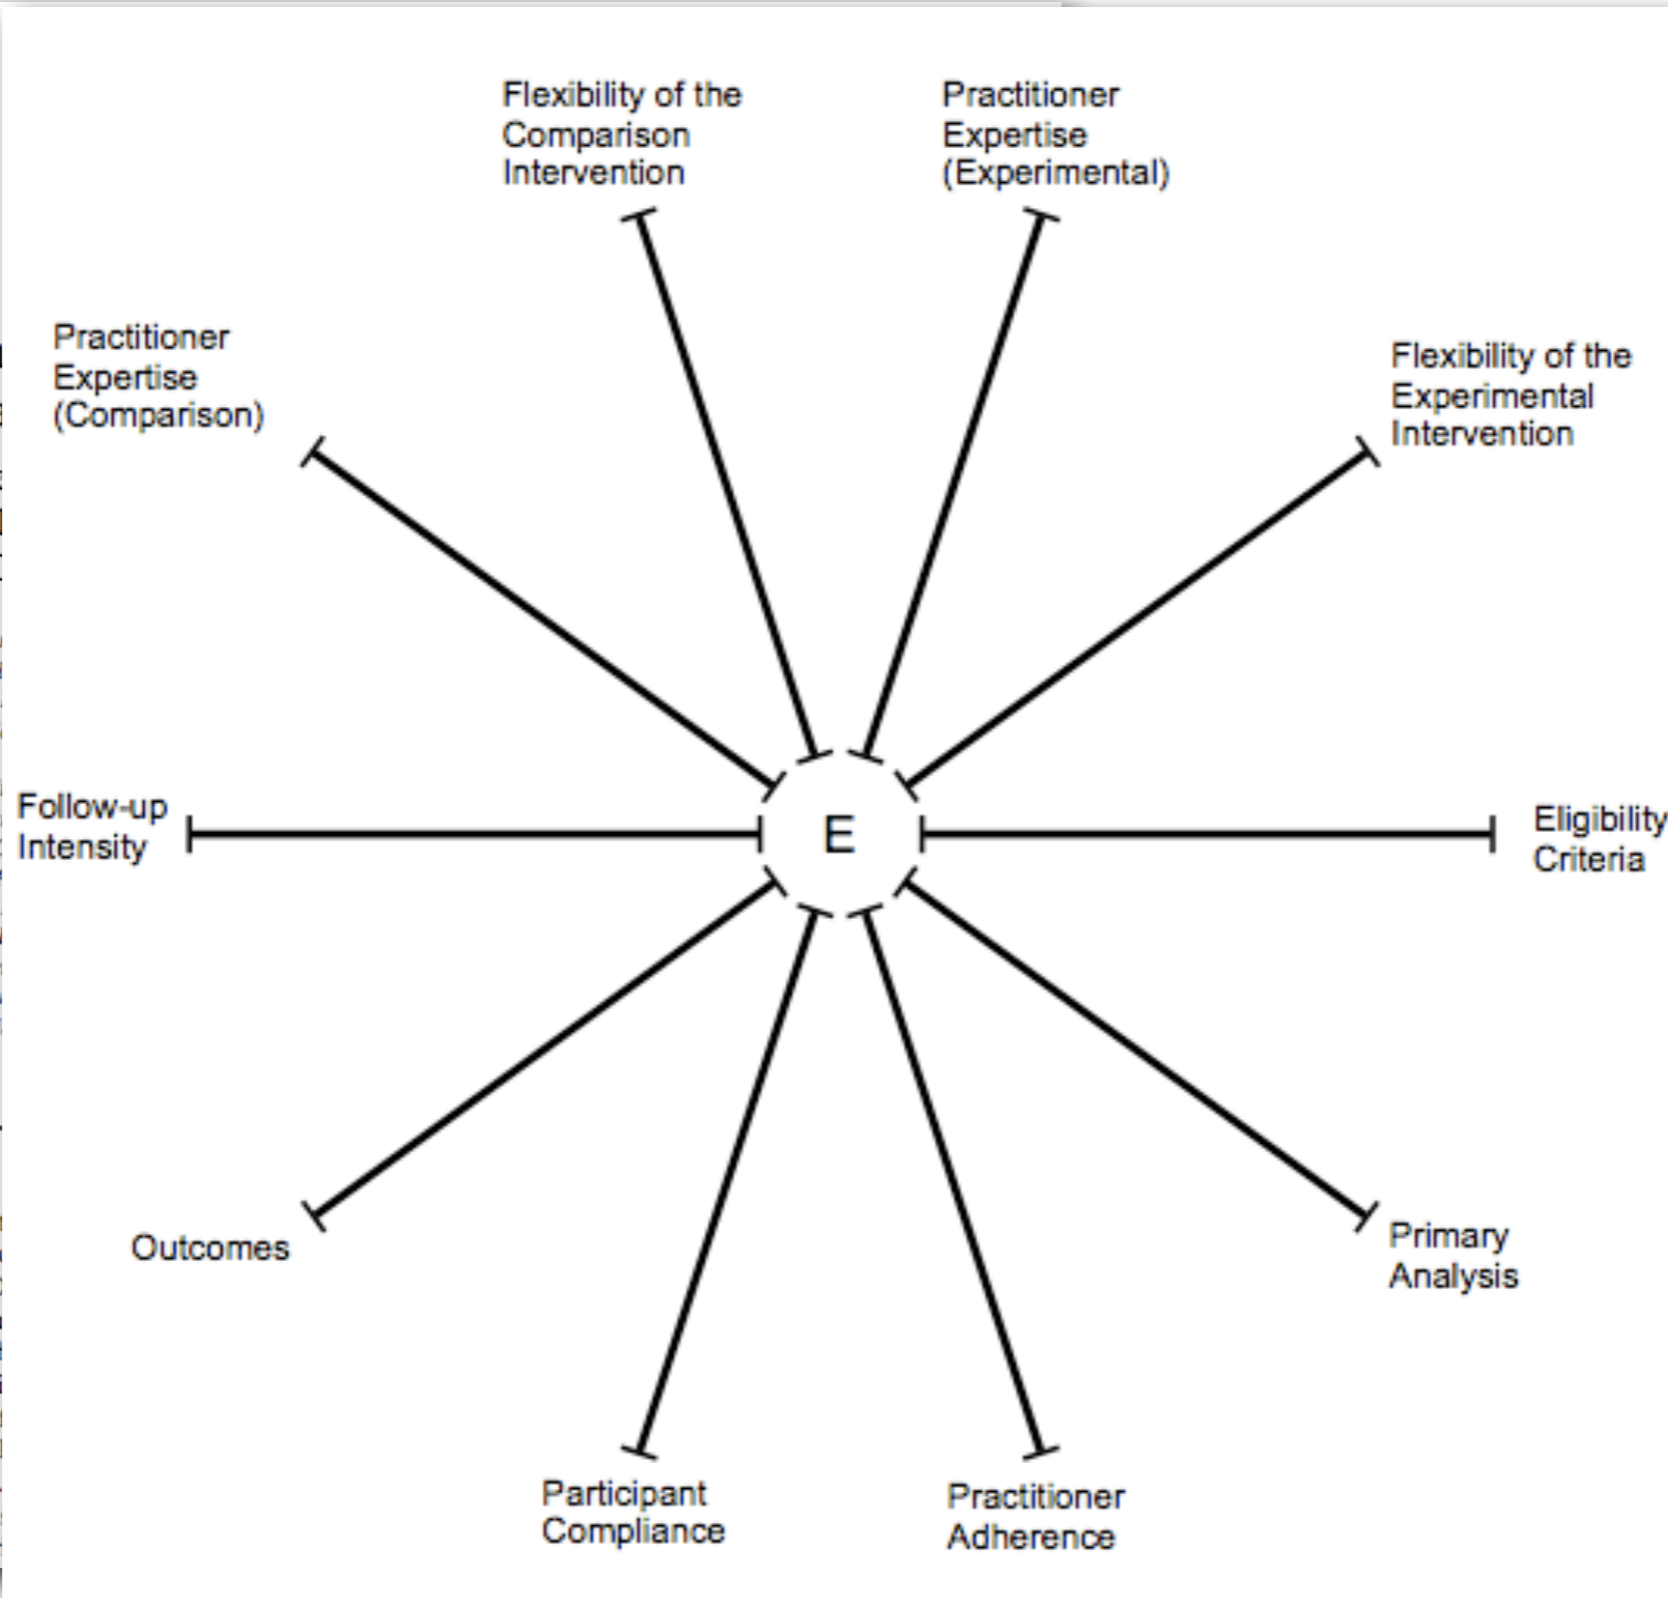 Flexibility of the
Comparison
Intervention
Practitioner
Expertise
(Experimental)
Practitioner
Expertise
(Comparison)
Flexibility of the
Experimental
Intervention
Follow-up
Intensity
E
Eligibility
Criteria
Outcomes
Primary
Analysis
Participant
Compliance
Practitioner
Adherence